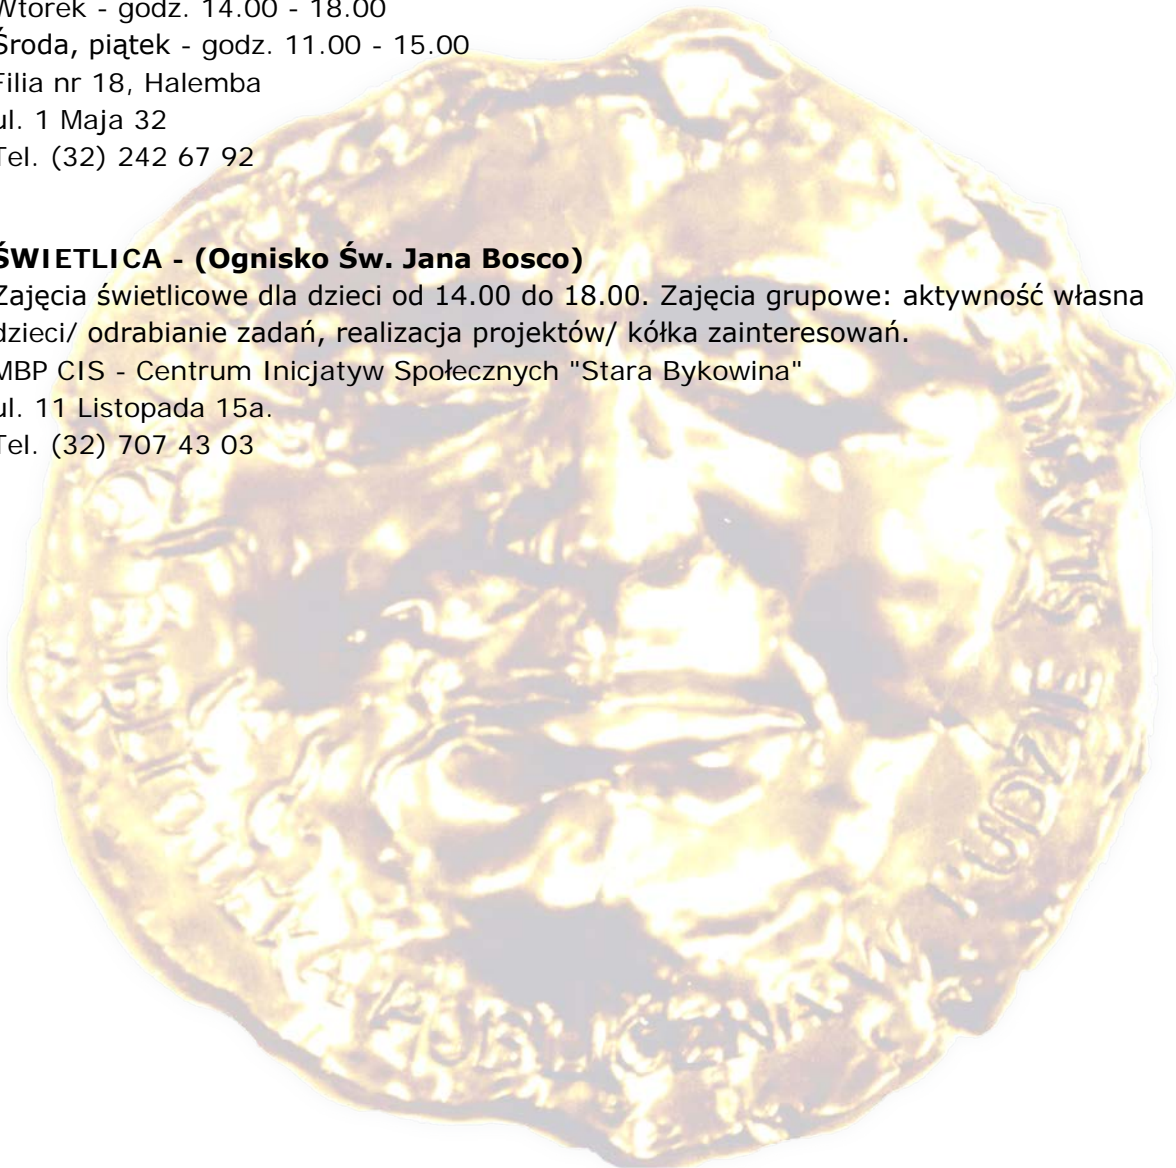 Wtorek - godz. 14.00 - 18.00
Środa, piątek - godz. 11.00 - 15.00
Filia nr 18, Halemba
ul. 1 Maja 32
Tel. (32) 242 67 92
ŚWIETLICA - (Ognisko Św. Jana Bosco)
Zajęcia świetlicowe dla dzieci od 14.00 do 18.00. Zajęcia grupowe: aktywność własna
dzieci/ odrabianie zadań, realizacja projektów/ kółka zainteresowań.
MBP CIS - Centrum Inicjatyw Społecznych "Stara Bykowina"
ul. 11 Listopada 15a.
Tel. (32) 707 43 03
PUBLICZNA W RUDZIE